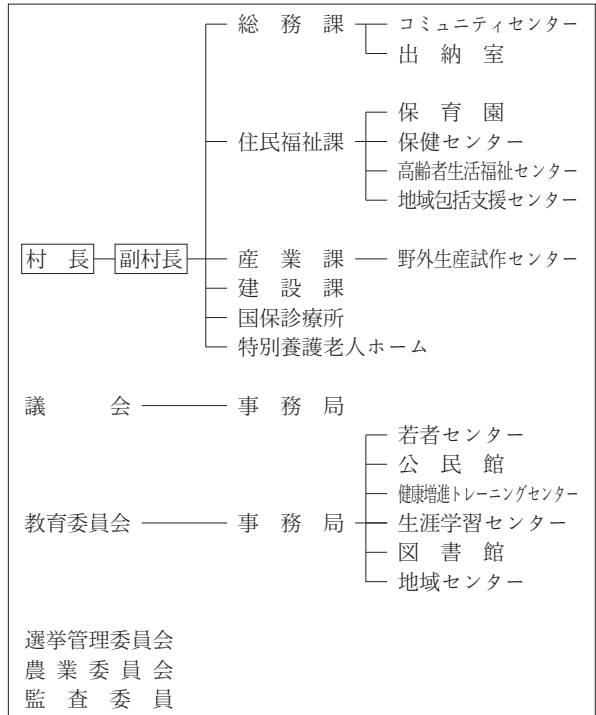 総務課 コミュニティセンター
出納室
保育園
住民福祉課 保健センター
高齢者生活福祉センター
地域包括支援センター
村長 副村長 産業課 野外生産試作センター
建設課
国保診療所
特別養護老人ホーム
議会 事務局
若者センター
公民館
健康増進トレーニングセンター
教育委員会 事務局 生涯学習センター
図書館
地域センター
選挙管理委員会
農業委員会
監査委員